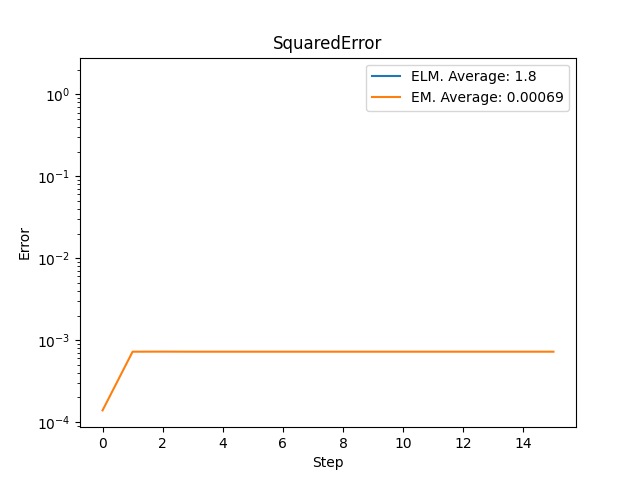 SquaredError
ELM. Average: 1.8
EM. Average: 0.00069
10⁰
10⁻¹
10⁻²
10⁻³
10⁻⁴
Error
0 2 4 6 8 10 12 14
Step